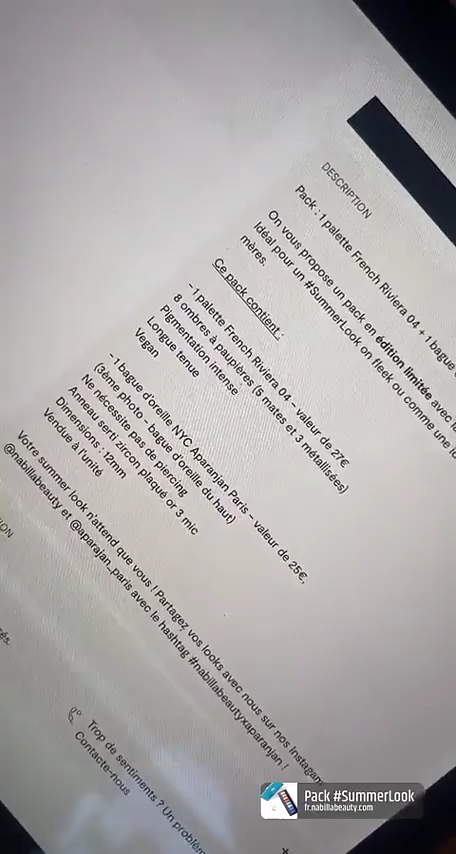 DESCRIPTION
Pack : 1 palette French Riviera 04 + 1 bague
On vous propose un pack en édition limitée avec
Idéal pour un #SummerLook on fleek ou comme une
mères.
Ce pack contient :
-1 palette French Riviera 04 - valeur de 27€
8 ombres à paupières (5 mates et 3 métallisées)
Pigmentation intense
Longue tenue
Vegan
-1 bague d'oreille NYC Aparanjan Paris - valeur de 25€.
(3ème photo - bague d'oreille du haut)
Ne nécessite pas de piercing
Anneau serti zircon plaqué or 3 mic
Dimensions : 12mm
Vendue à l'unité
Votre summer look n'attend que vous ! Partagez vos looks avec nous sur nos
@nabillabeauty et @aparajan_paris avec le hashtag #nabillabeautyxaparanjan !
Trop de sentiments ? Un
Contacte-nous
+
Pack #SummerLook
fr.nabillabeauty.com